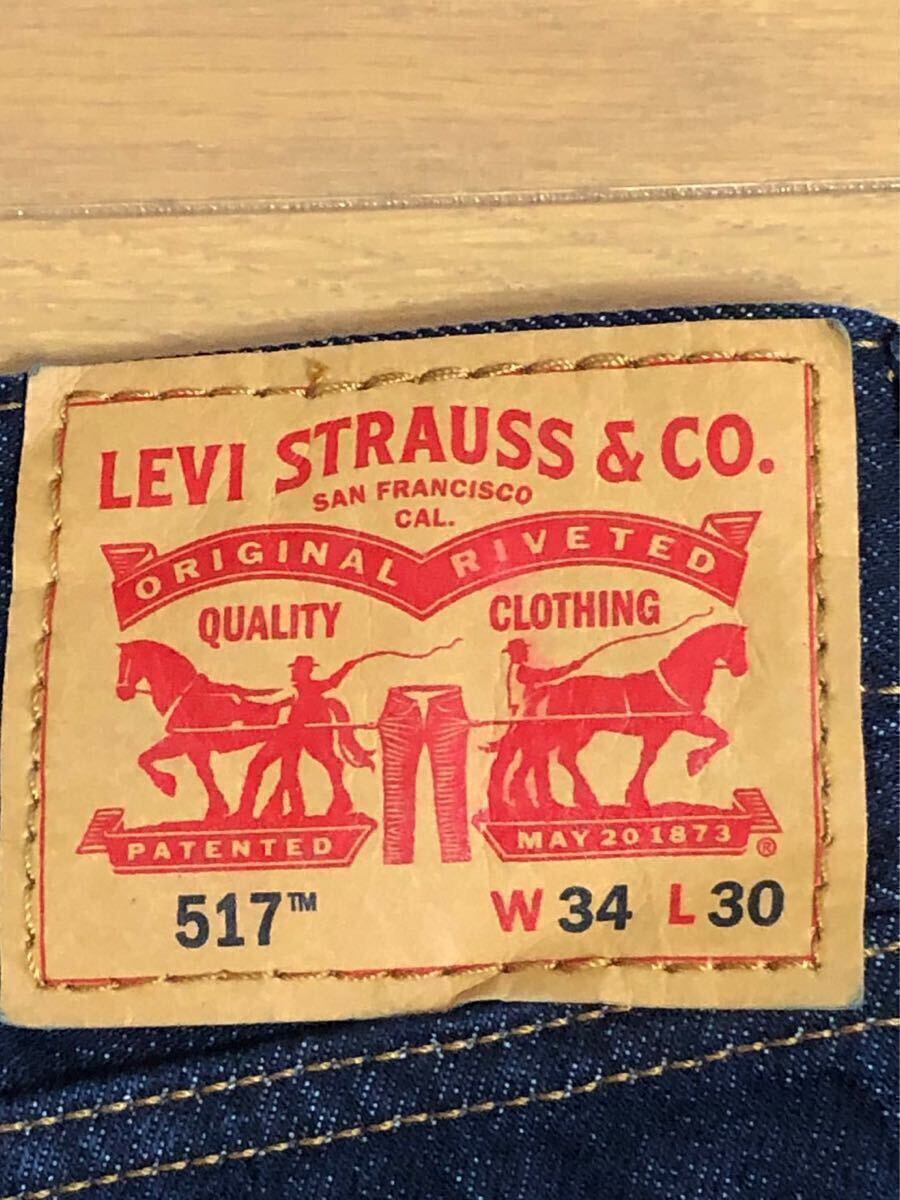 LEVI STRAUSS & CO.
SAN FRANCISCO
CAL.
ORIGINAL RIVETED
QUALITY CLOTHING
PATENTED MAY 20 1873 ®
517™ W 34 L 30